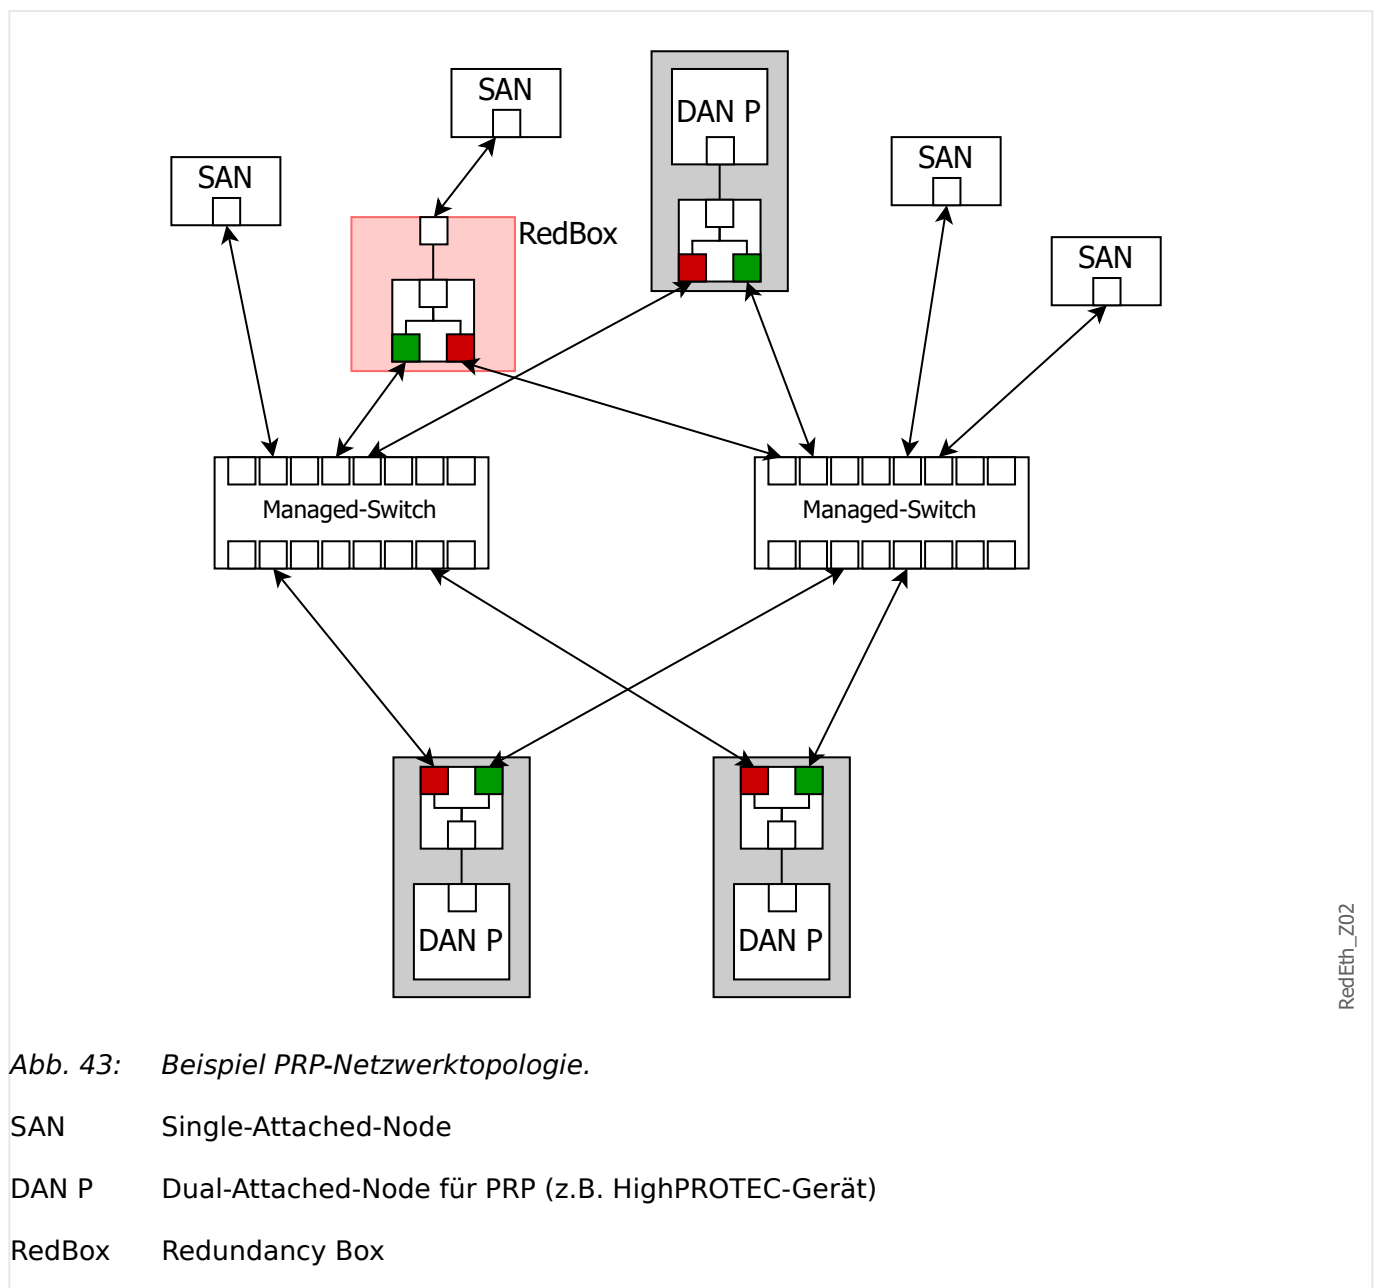 SAN
DAN P
SAN
SAN
RedBox
SAN
SAN
Managed-Switch
Managed-Switch
DAN P
DAN P
RedEth_Z02
Abb. 43: Beispiel PRP-Netzwerktopologie.
SAN Single-Attached-Node
DAN P Dual-Attached-Node für PRP (z.B. HighPROTEC-Gerät)
RedBox Redundancy Box